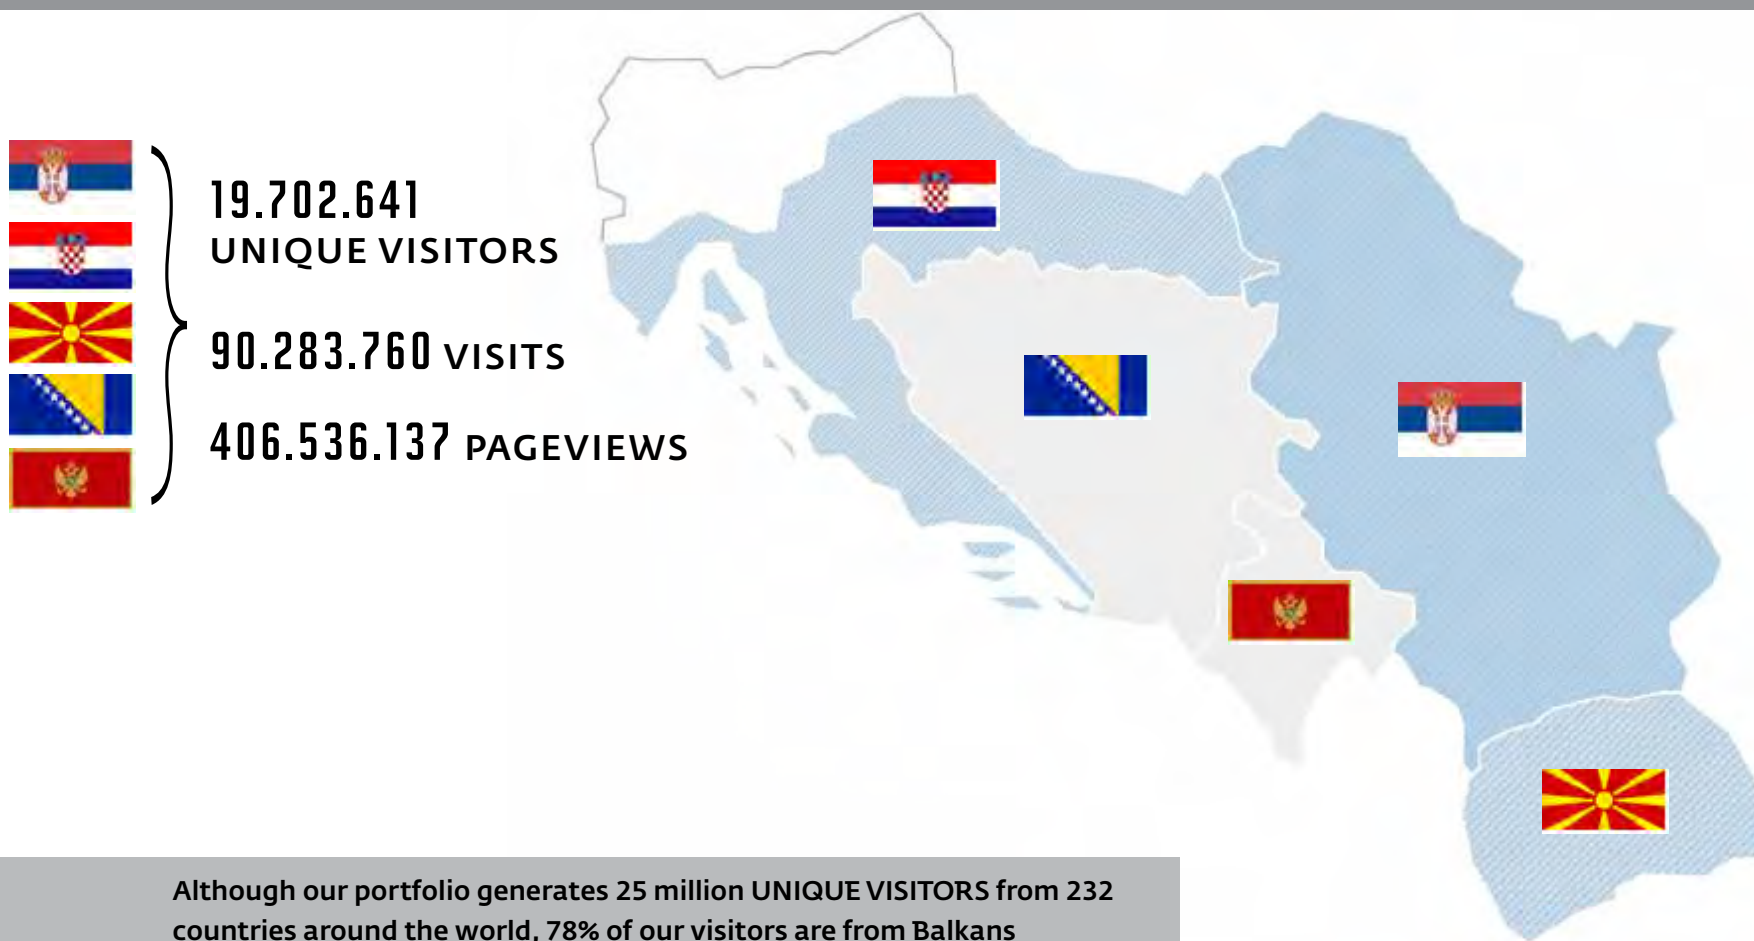 19.702.641
UNIQUE VISITORS
90.283.760 VISITS
406.536.137 PAGEVIEWS
Although our portfolio generates 25 million UNIQUE VISITORS from 232
countries around the world, 78% of our visitors are from Balkans